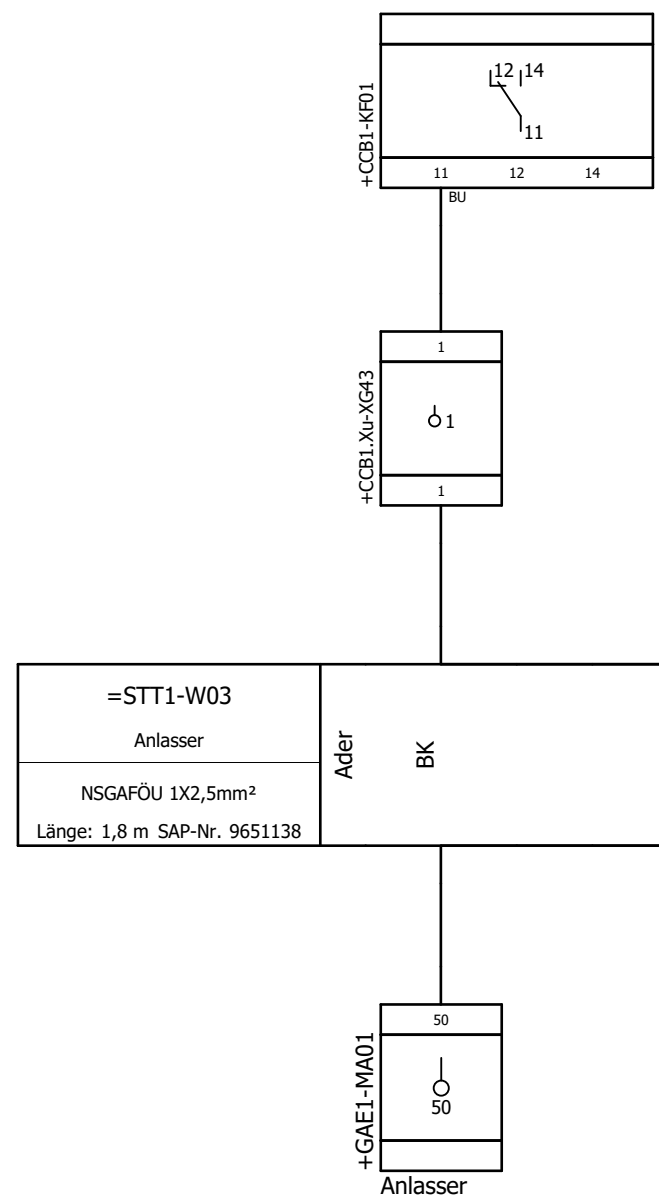 +CCB1-KF01
12 14
11
11 12 14
BU
+CCB1.Xu-XG43
1
1
1
=STT1-W03
Anlasser
NSGAFÖU 1X2,5mm²
Länge: 1,8 m SAP-Nr. 9651138
Ader
BK
+GAE1-MA01
50
50
Anlasser